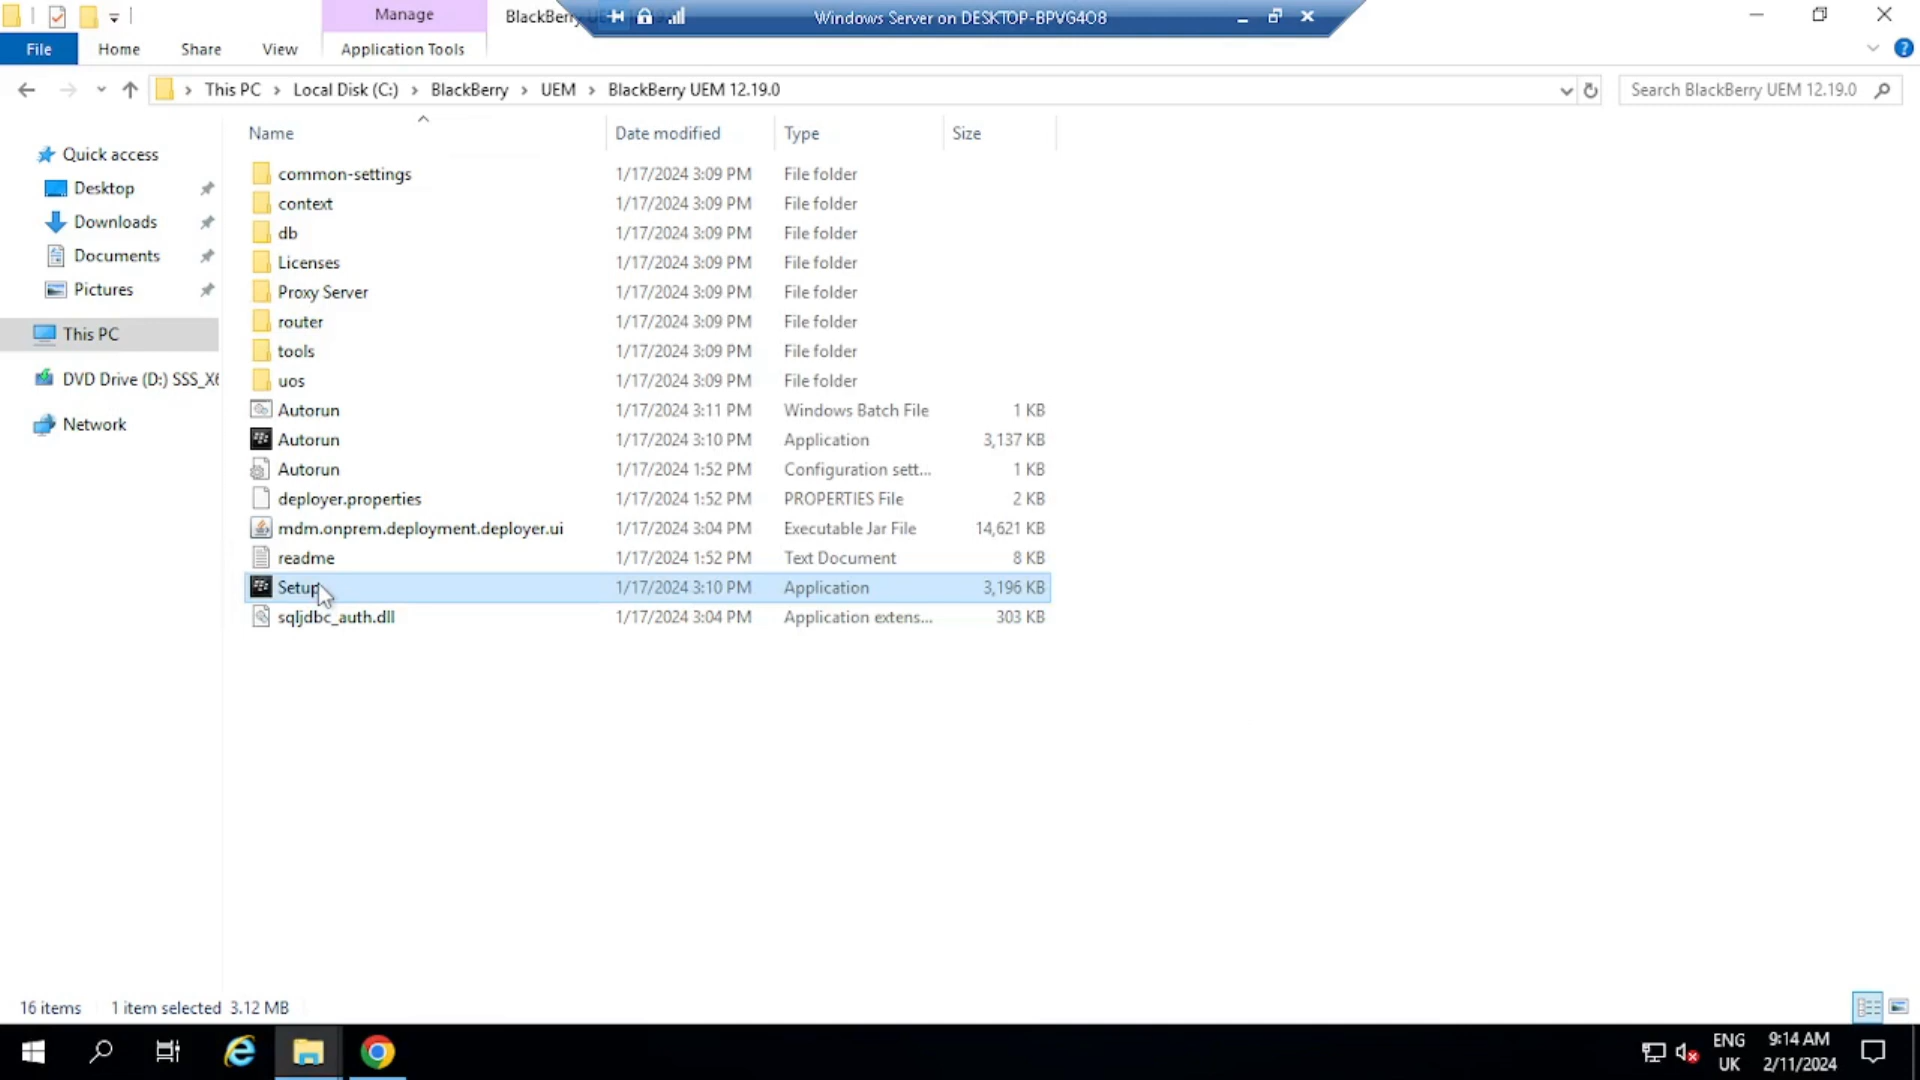 Manage
BlackBerry
Windows Server on DESKTOP-BPVG4O8
File
Home
Share
View
Application Tools
This PC > Local Disk (C:) > BlackBerry > UEM > BlackBerry UEM 12.19.0
Search BlackBerry UEM 12.19.0
Name
Date modified
Type
Size
Quick access
Desktop
Downloads
Documents
Pictures
This PC
DVD Drive (D:) SSS_X6
Network
common-settings 1/17/2024 3:09 PM File folder
context 1/17/2024 3:09 PM File folder
db 1/17/2024 3:09 PM File folder
Licenses 1/17/2024 3:09 PM File folder
Proxy Server 1/17/2024 3:09 PM File folder
router 1/17/2024 3:09 PM File folder
tools 1/17/2024 3:09 PM File folder
uos 1/17/2024 3:09 PM File folder
Autorun 1/17/2024 3:11 PM Windows Batch File 1 KB
Autorun 1/17/2024 3:10 PM Application 3,137 KB
Autorun 1/17/2024 1:52 PM Configuration sett... 1 KB
deployer.properties 1/17/2024 1:52 PM PROPERTIES File 2 KB
mdm.onprem.deployment.deployer.ui 1/17/2024 3:04 PM Executable Jar File 14,621 KB
readme 1/17/2024 1:52 PM Text Document 8 KB
Setup 1/17/2024 3:10 PM Application 3,196 KB
sqljdbc_auth.dll 1/17/2024 3:04 PM Application extens... 303 KB
16 items
1 item selected 3.12 MB
ENG
UK
9:14 AM
2/11/2024